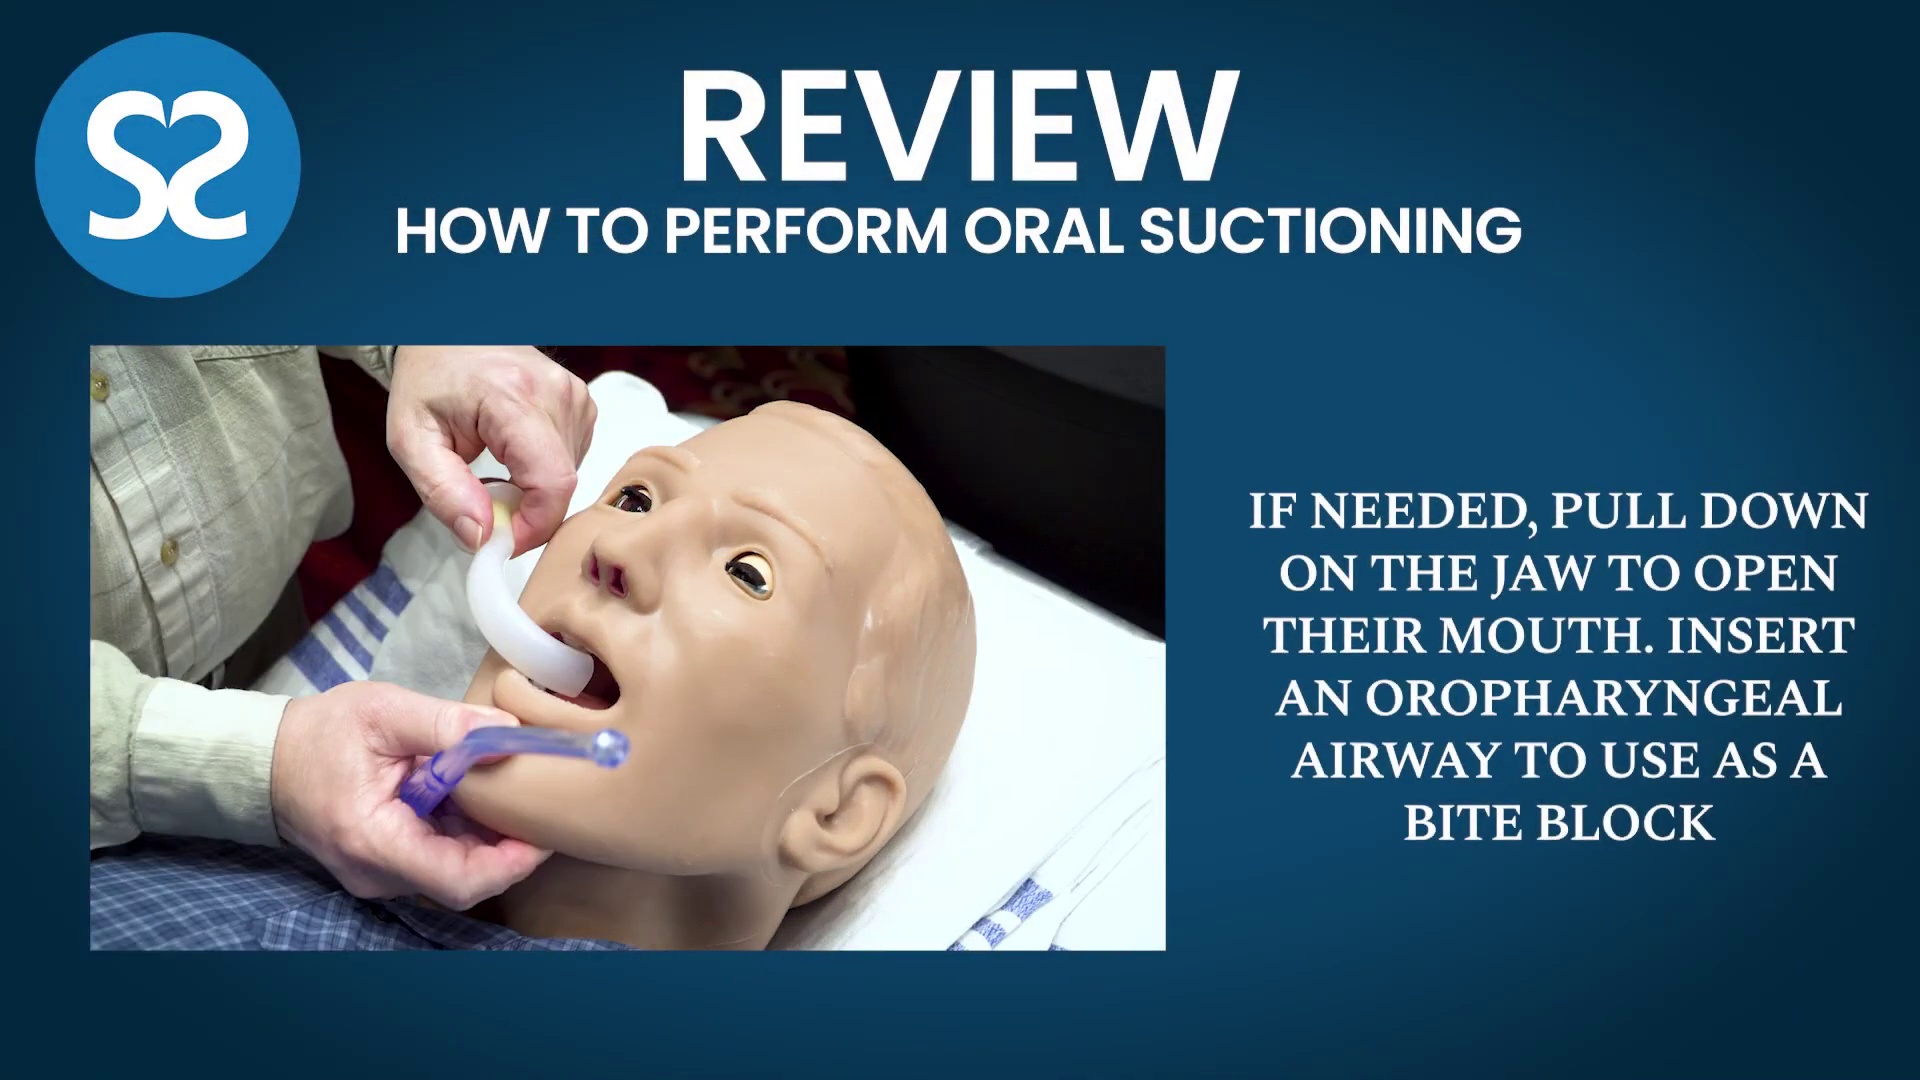 REVIEW
HOW TO PERFORM ORAL SUCTIONING
IF NEEDED, PULL DOWN
ON THE JAW TO OPEN
THEIR MOUTH. INSERT
AN OROPHARYNGEAL
AIRWAY TO USE AS A
BITE BLOCK